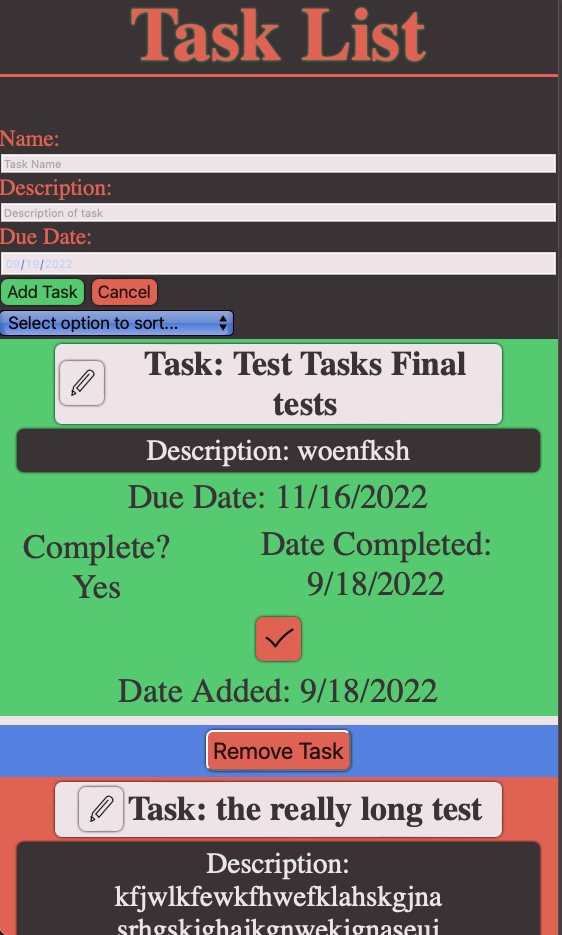 Task List
Name:
Task Name
Description:
Description of task
Due Date:
09/19/2022
Add Task Cancel
Select option to sort...
Task: Test Tasks Final
tests
Description: woenfksh
Due Date: 11/16/2022
Complete? Date Completed:
Yes 9/18/2022
Date Added: 9/18/2022
Remove Task
Task: the really long test
Description:
kfjwlkfewkfhwefklahskgjna